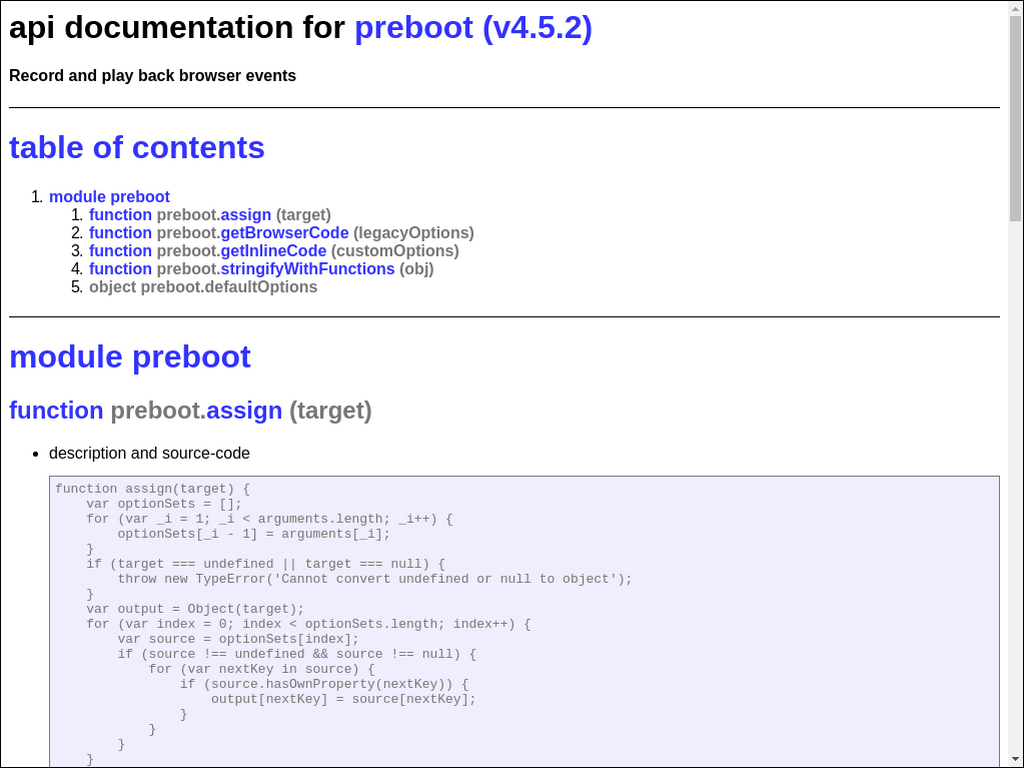 api documentation for preboot (v4.5.2)
Record and play back browser events
table of contents
1. module preboot
1. function preboot.assign (target)
2. function preboot.getBrowserCode (legacyOptions)
3. function preboot.getInlineCode (customOptions)
4. function preboot.stringifyWithFunctions (obj)
5. object preboot.defaultOptions
module preboot
function preboot.assign (target)
• description and source-code
function assign(target) {
    var optionSets = [];
    for (var _i = 1; _i < arguments.length; _i++) {
        optionSets[_i - 1] = arguments[_i];
    }
    if (target === undefined || target === null) {
        throw new TypeError('Cannot convert undefined or null to object');
    }
    var output = Object(target);
    for (var index = 0; index < optionSets.length; index++) {
        var source = optionSets[index];
        if (source !== undefined && source !== null) {
            for (var nextKey in source) {
                if (source.hasOwnProperty(nextKey)) {
                    output[nextKey] = source[nextKey];
                }
            }
        }
    }